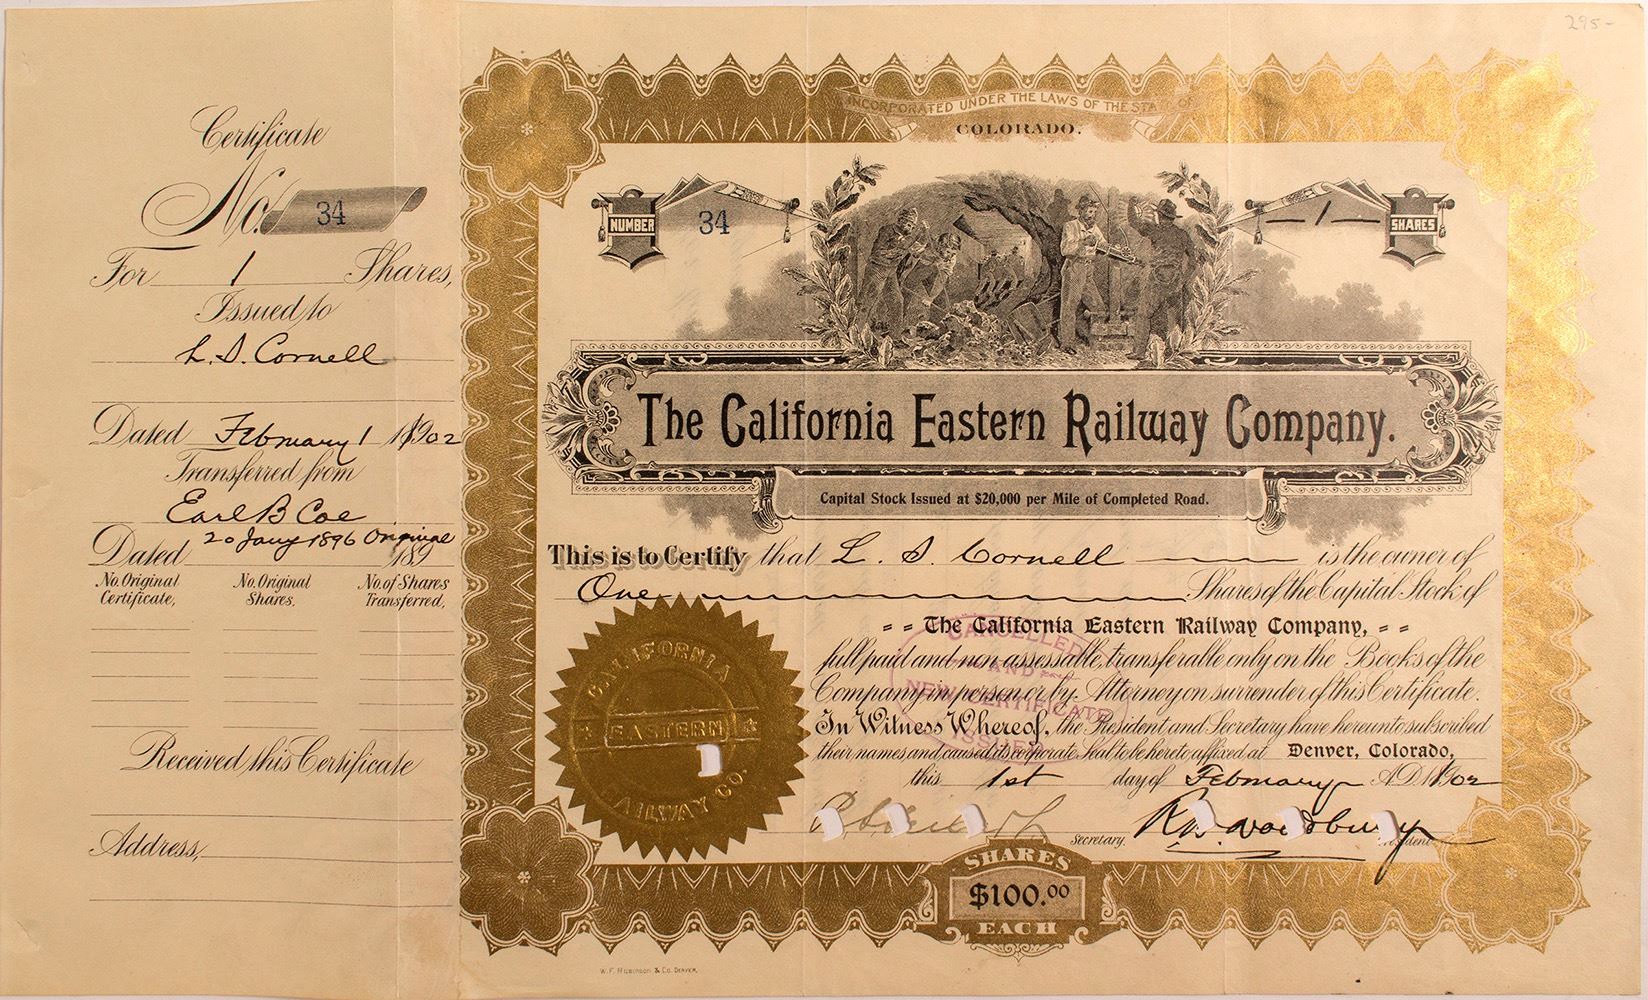 295-
Certificate
No. 34
For 1 Shares,
Issued to
L. S. Cornell
Dated February 1 1902
Transferred from
Earl B Coe
20 Jany 1896 Original
Dated 189
No. Original Certificate,
No. Original Shares.
No. of Shares Transferred,
Received this Certificate
Address,
INCORPORATED UNDER THE LAWS OF THE STATE OF
COLORADO.
NUMBER 34
-1- SHARES
The California Eastern Railway Company.
Capital Stock Issued at $20,000 per Mile of Completed Road.
This is to Certify that L. S. Cornell is the owner of
One Shares of the Capital Stock of
- - The California Eastern Railway Company, - -
full paid and non-assessable, transferable only on the Books of the
Company in person or by Attorney on surrender of this Certificate.
In Witness Whereof, the President and Secretary have hereunto subscribed
their names and caused its corporate Seal to be hereto affixed at Denver, Colorado,
this 1st day of February A.D. 1902
CANCELLED
AND
NEW CERTIFICATE
ISSUED
CALIFORNIA
EASTERN
RAILWAY CO.
Secretary.
R. W. Woodbury
President
SHARES
$100.00
EACH
& Co. DENVER.